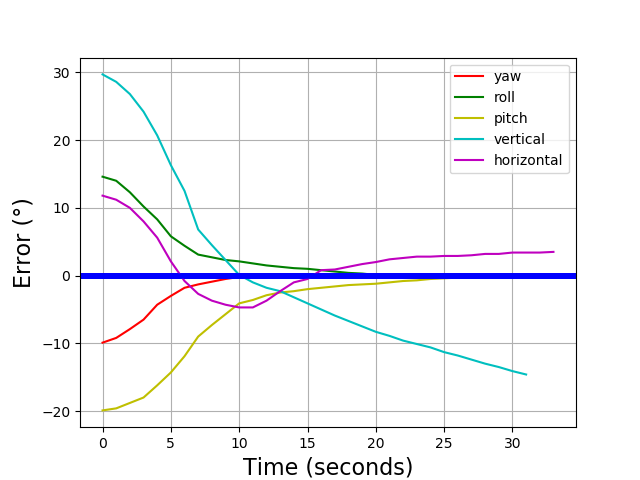 30
20
10
0
−10
−20
Error (°)
0
5
10
15
20
25
30
Time (seconds)
yaw
roll
pitch
vertical
horizontal